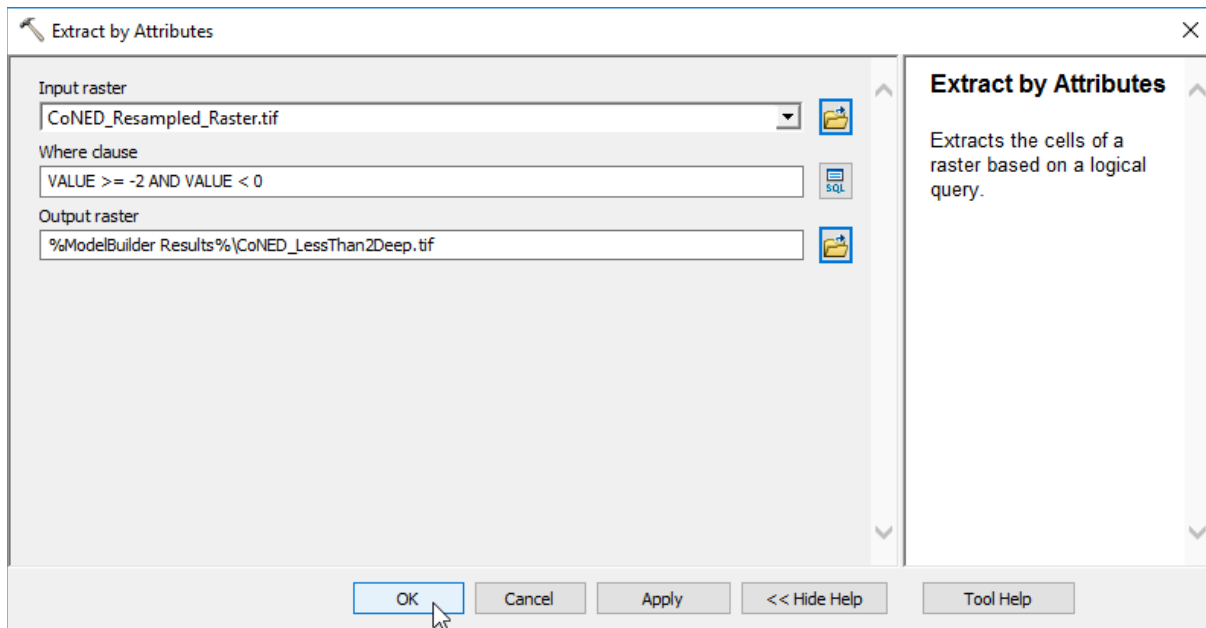 Extract by Attributes
Input raster
CoNED_Resampled_Raster.tif
Where clause
VALUE >= -2 AND VALUE < 0
SQL
Output raster
%ModelBuilder Results%\CoNED_LessThan2Deep.tif
Extract by Attributes
Extracts the cells of a
raster based on a logical
query.
OK
Cancel
Apply
<< Hide Help
Tool Help